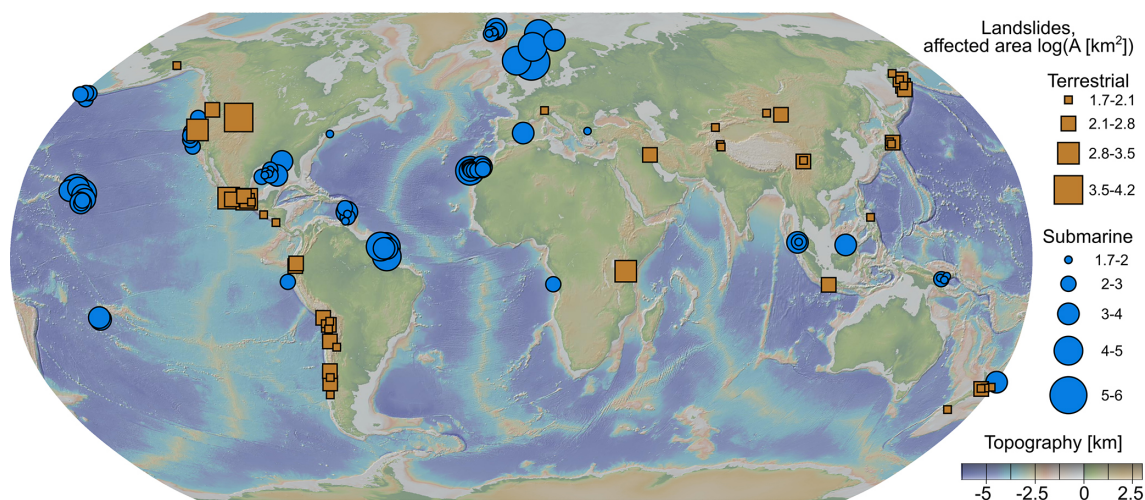 Landslides,
affected area log(A [km²])
Terrestrial
1.7-2.1
2.1-2.8
2.8-3.5
3.5-4.2
Submarine
1.7-2
2-3
3-4
4-5
5-6
Topography [km]
-5 -2.5 0 2.5